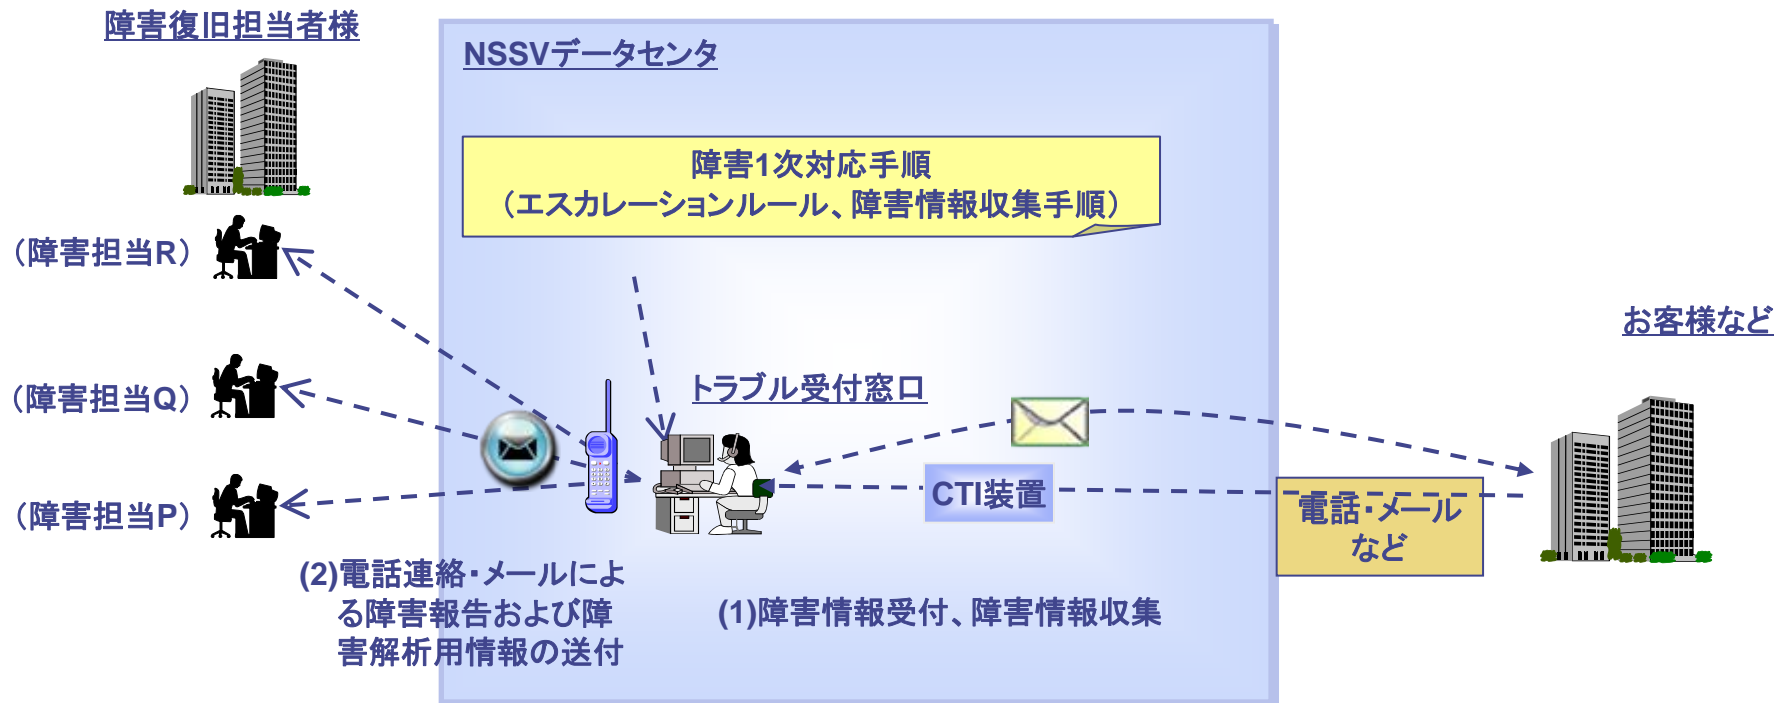 障害復旧担当者様
NSSVデータセンタ
障害1次対応手順
（エスカレーションルール、障害情報収集手順）
（障害担当R）
お客様など
トラブル受付窓口
（障害担当Q）
CTI装置
電話・メール
など
（障害担当P）
(2)電話連絡・メールによ
る障害報告および障
害解析用情報の送付
(1)障害情報受付、障害情報収集